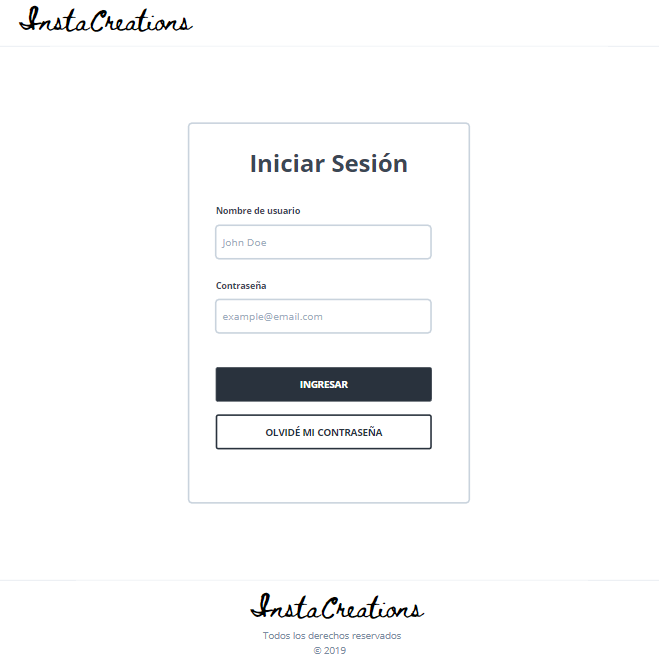 InstaCreations
Iniciar Sesión
Nombre de usuario
John Doe
Contraseña
example@email.com
INGRESAR
OLVIDÉ MI CONTRASEÑA
InstaCreations
Todos los derechos reservados
© 2019